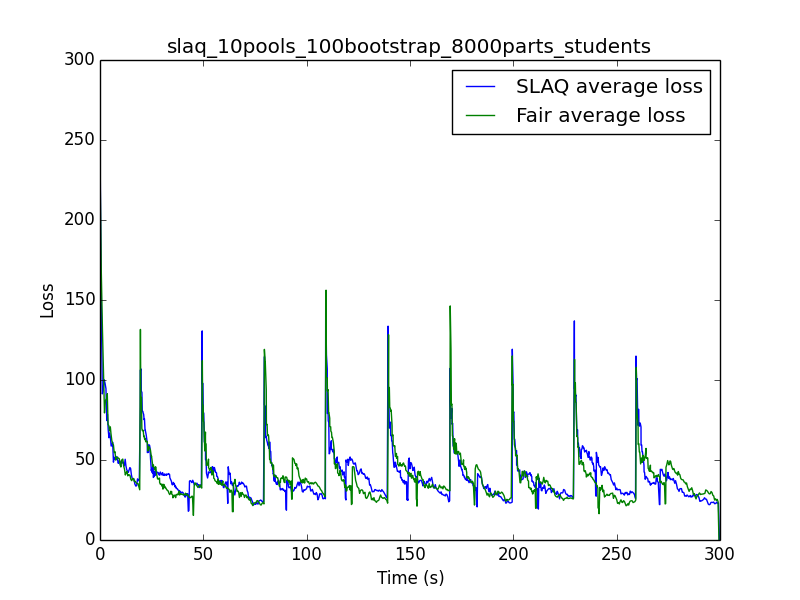 slaq_10pools_100bootstrap_8000parts_students
300
250
200
150
100
50
0
Loss
SLAQ average loss
Fair average loss
0 50 100 150 200 250 300
Time (s)